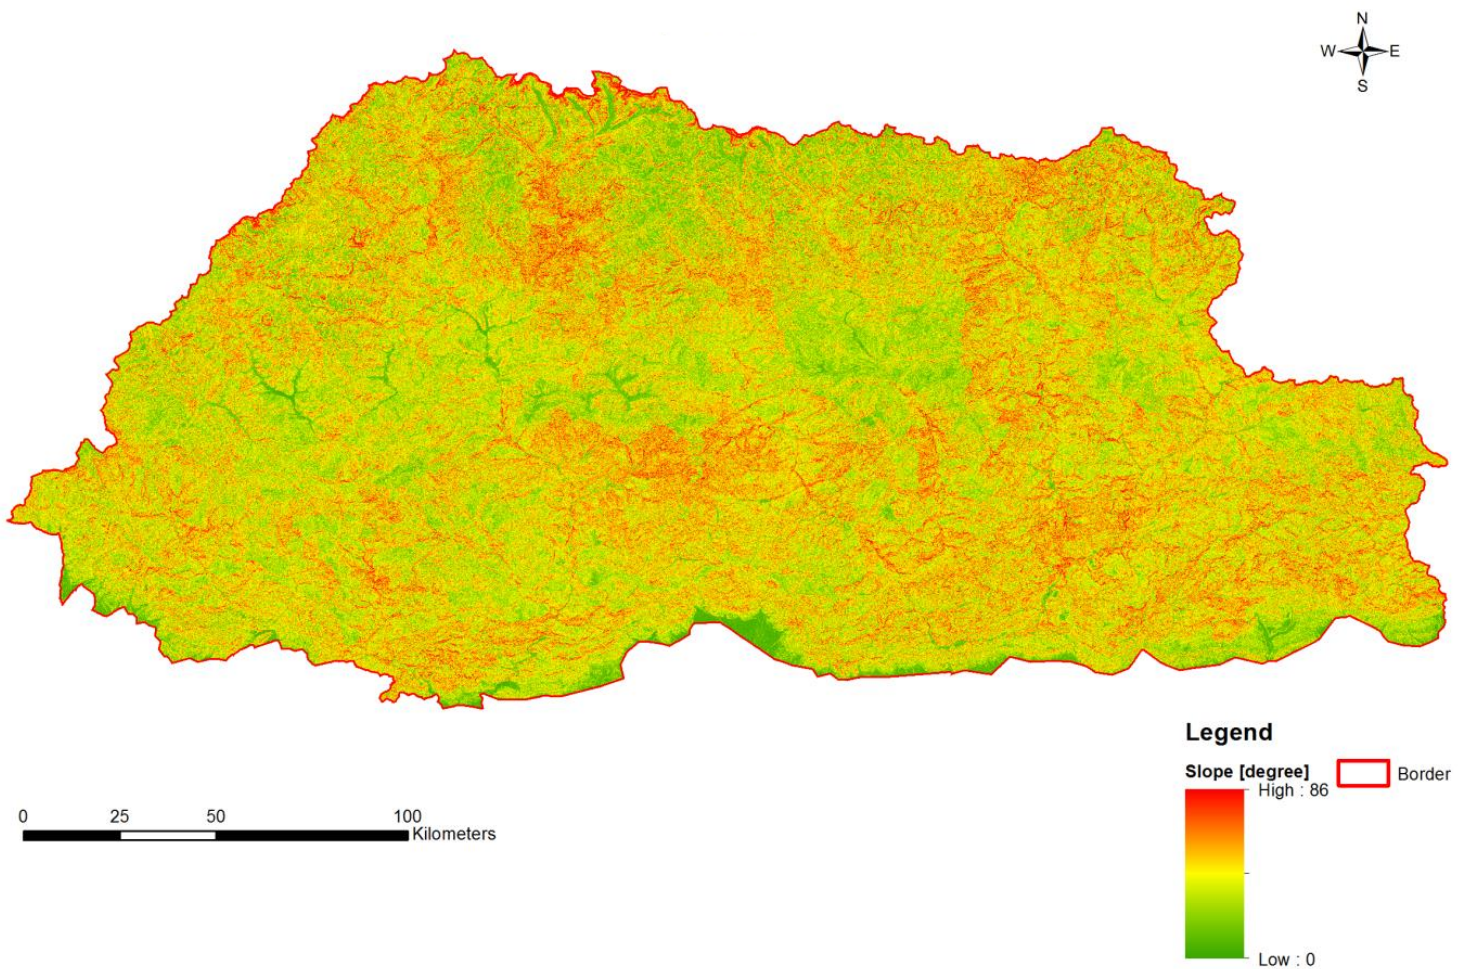 N
W E
S
Legend
Slope [degree]
High : 86
Border
Low : 0
0 25 50 100
Kilometers